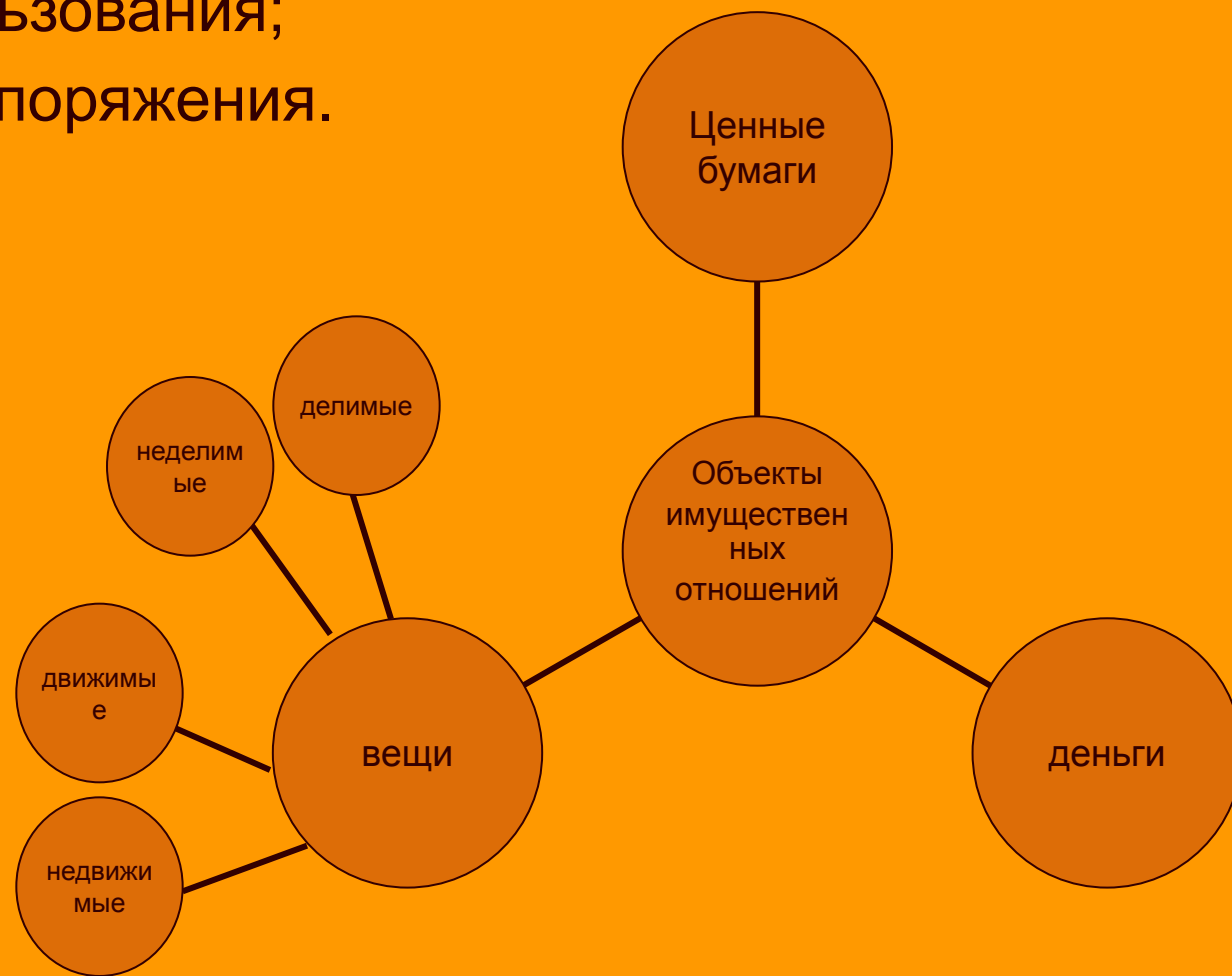 ьзования;
поряжения.
Ценные
бумаги
делимые
неделим
ые
Объекты
имуществен
ных
отношений
движимы
е
вещи
деньги
недвижи
мые